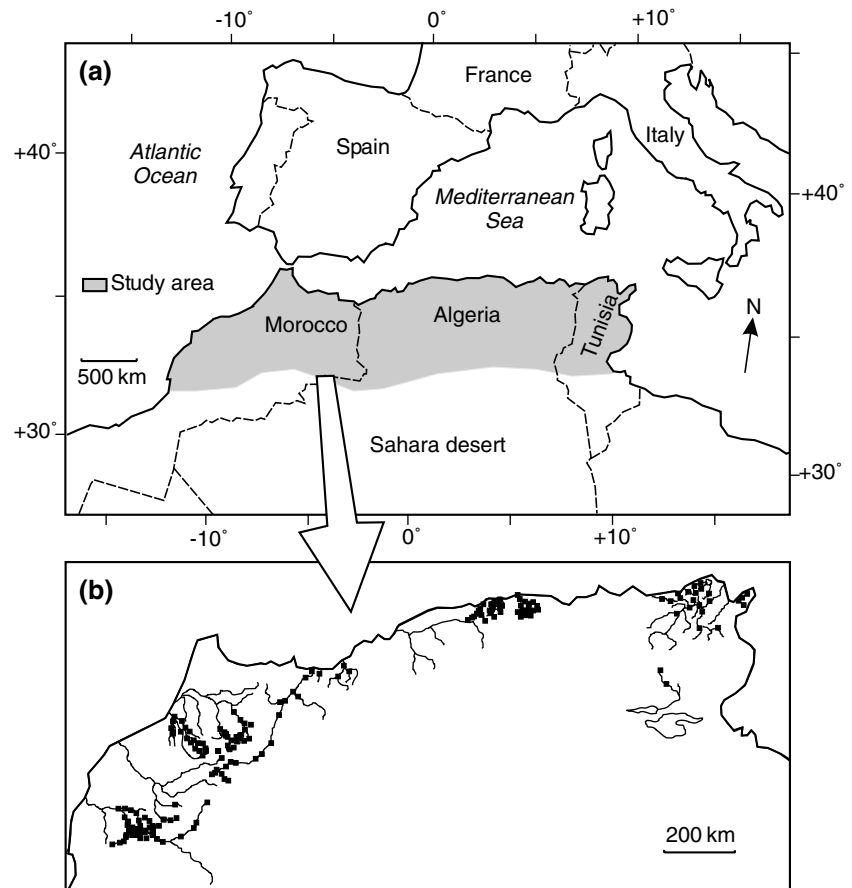 -10° 0° +10°
(a)
France
Italy
Spain
Atlantic
Ocean
+40°
+40°
Mediterranean
Sea
Study area
N
Morocco
Algeria
Tunisia
500 km
+30°
Sahara desert
+30°
-10° 0° +10°
(b)
200 km